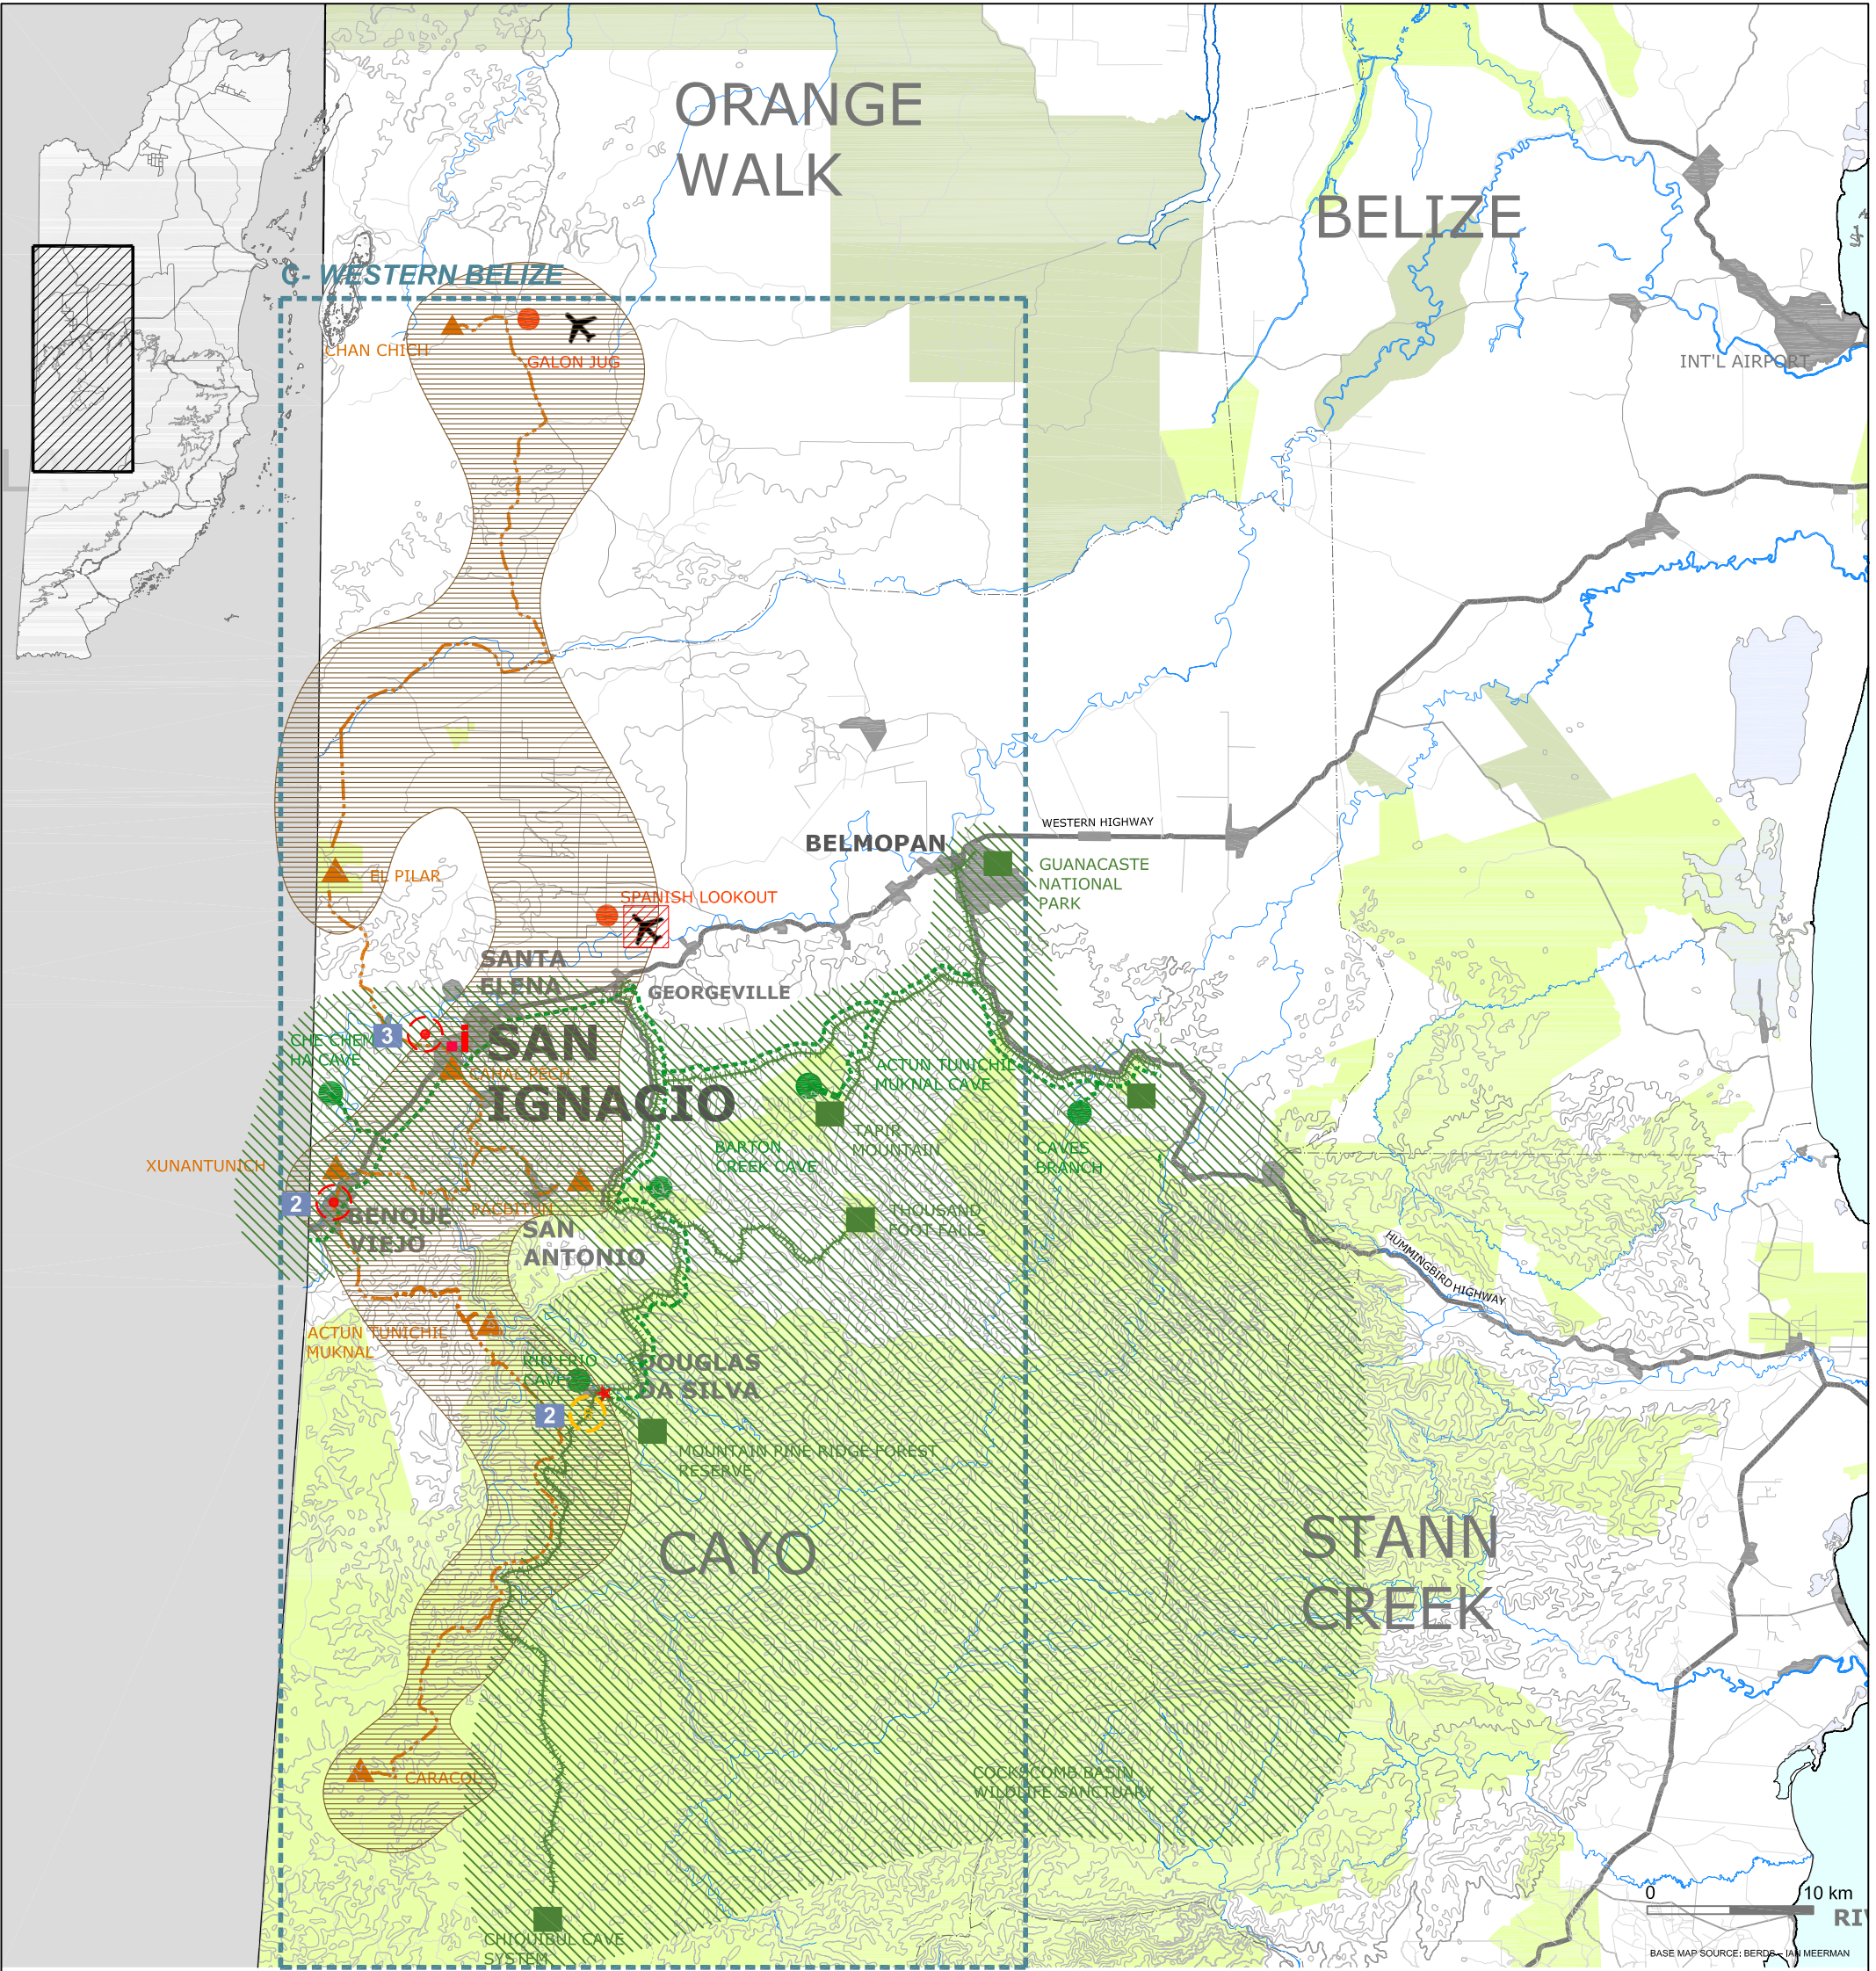 ORANGE
WALK
BELIZE
C- WESTERN BELIZE
CHAN CHICH
GALON JUG
INT'L AIRPORT
WESTERN HIGHWAY
BELMOPAN
GUANACASTE
NATIONAL
PARK
EL PILAR
SPANISH LOOKOUT
SANTA
ELENA
GEORGEVILLE
3
i
SAN
IGNACIO
CHE CHEM
HA CAVE
CAHAL PECH
ACTUN TUNICHIL
MUKNAL CAVE
TAPIR
MOUNTAIN
BARTON
CREEK CAVE
CAVES
BRANCH
XUNANTUNICH
2
BENQUE
VIEJO
PACBITUN
SAN
ANTONIO
THOUSAND
FOOT FALLS
HUMMINGBIRD HIGHWAY
ACTUN TUNICHIL
MUKNAL
RIO FRIO
CAVE
DOUGLAS
DA SILVA
2
MOUNTAIN PINE RIDGE FOREST
RESERVE
CAYO
STANN
CREEK
CARACOL
COCKSCOMB BASIN
WILDLIFE SANCTUARY
CHIQUIBUL CAVE
SYSTEM
0 10 km
BASE MAP SOURCE: BERDS - IAN MEERMAN